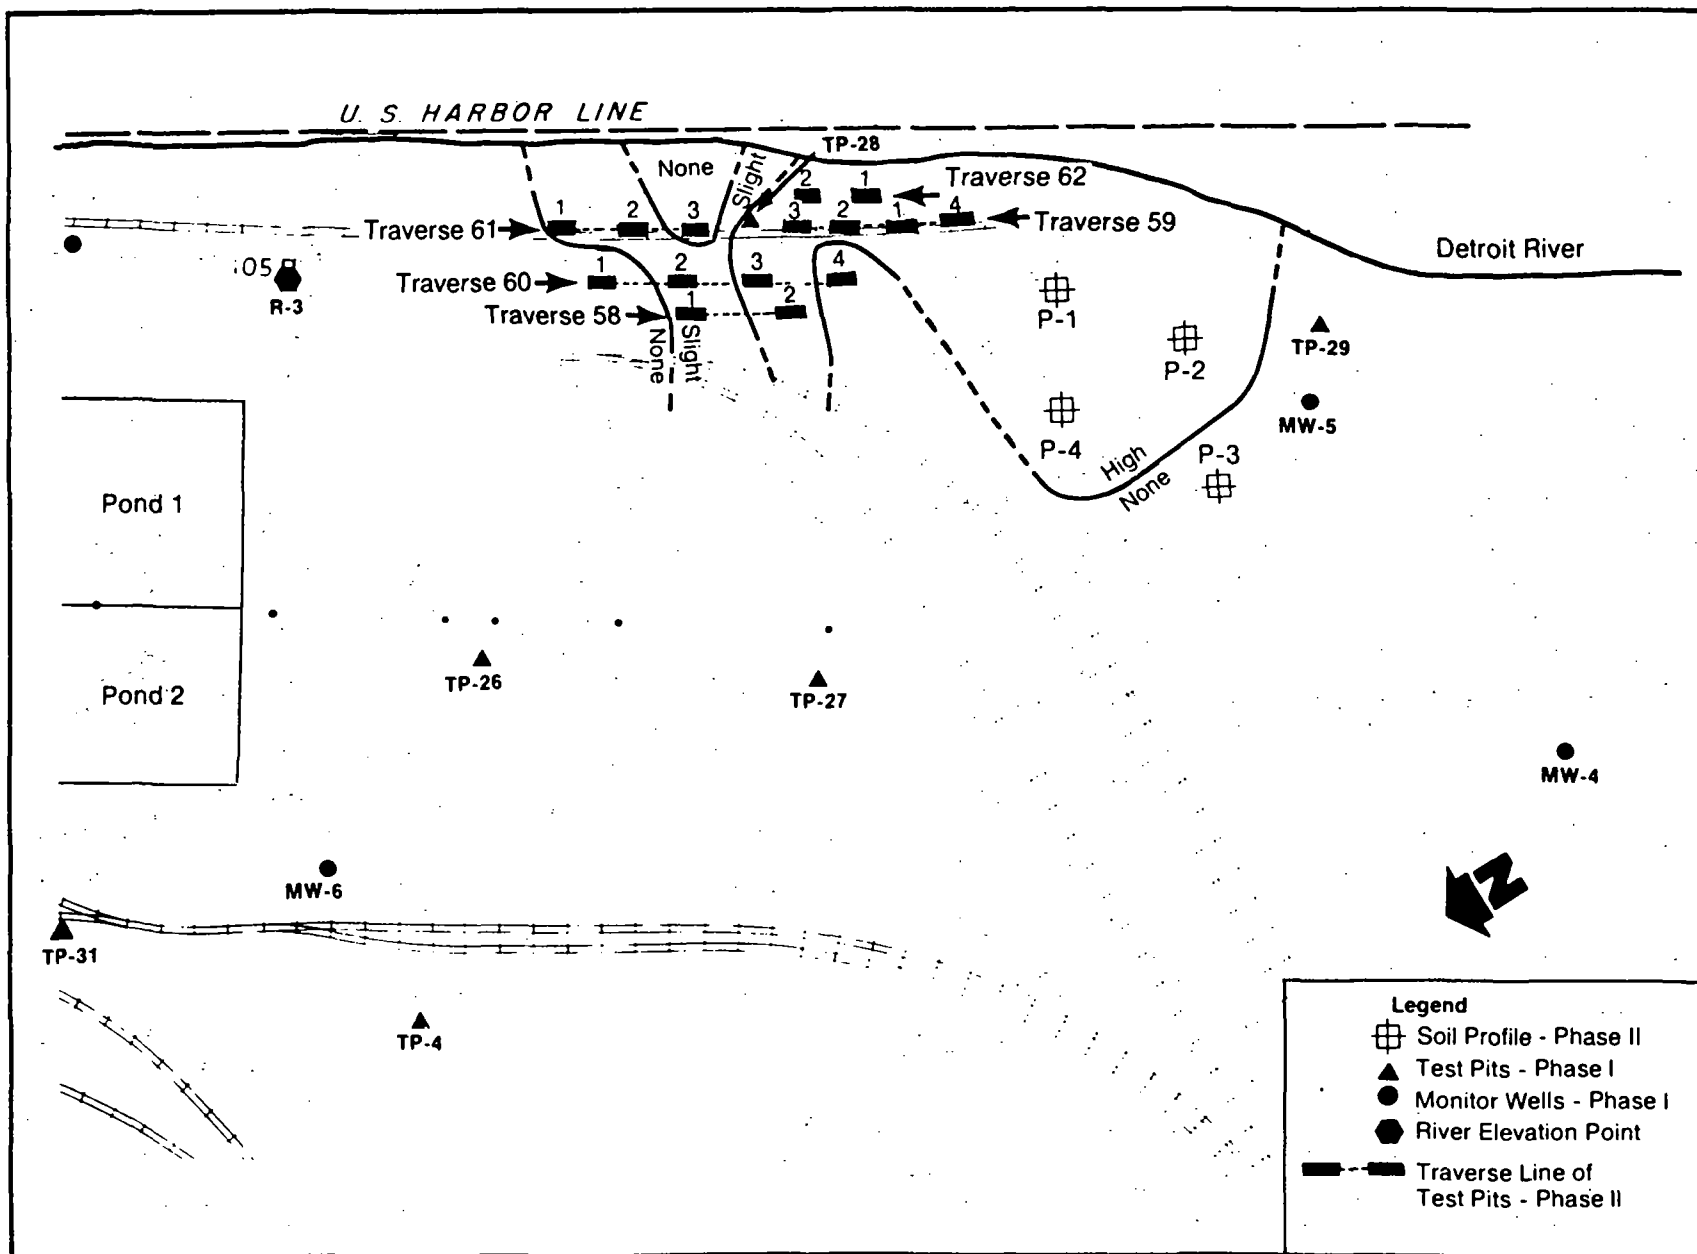 U. S. HARBOR LINE
TP-28
None
Slight
2
1
Traverse 62
1
2
3
3
2
1
4
Traverse 61
Traverse 59
Detroit River
105
R-3
1
2
3
4
Traverse 60
P-1
1
2
Traverse 58
None
Slight
P-2
TP-29
MW-5
P-4
High
None
P-3
Pond 1
Pond 2
TP-26
TP-27
MW-4
MW-6
N
TP-31
TP-4
Legend
Soil Profile - Phase II
Test Pits - Phase I
Monitor Wells - Phase I
River Elevation Point
Traverse Line of
Test Pits - Phase II